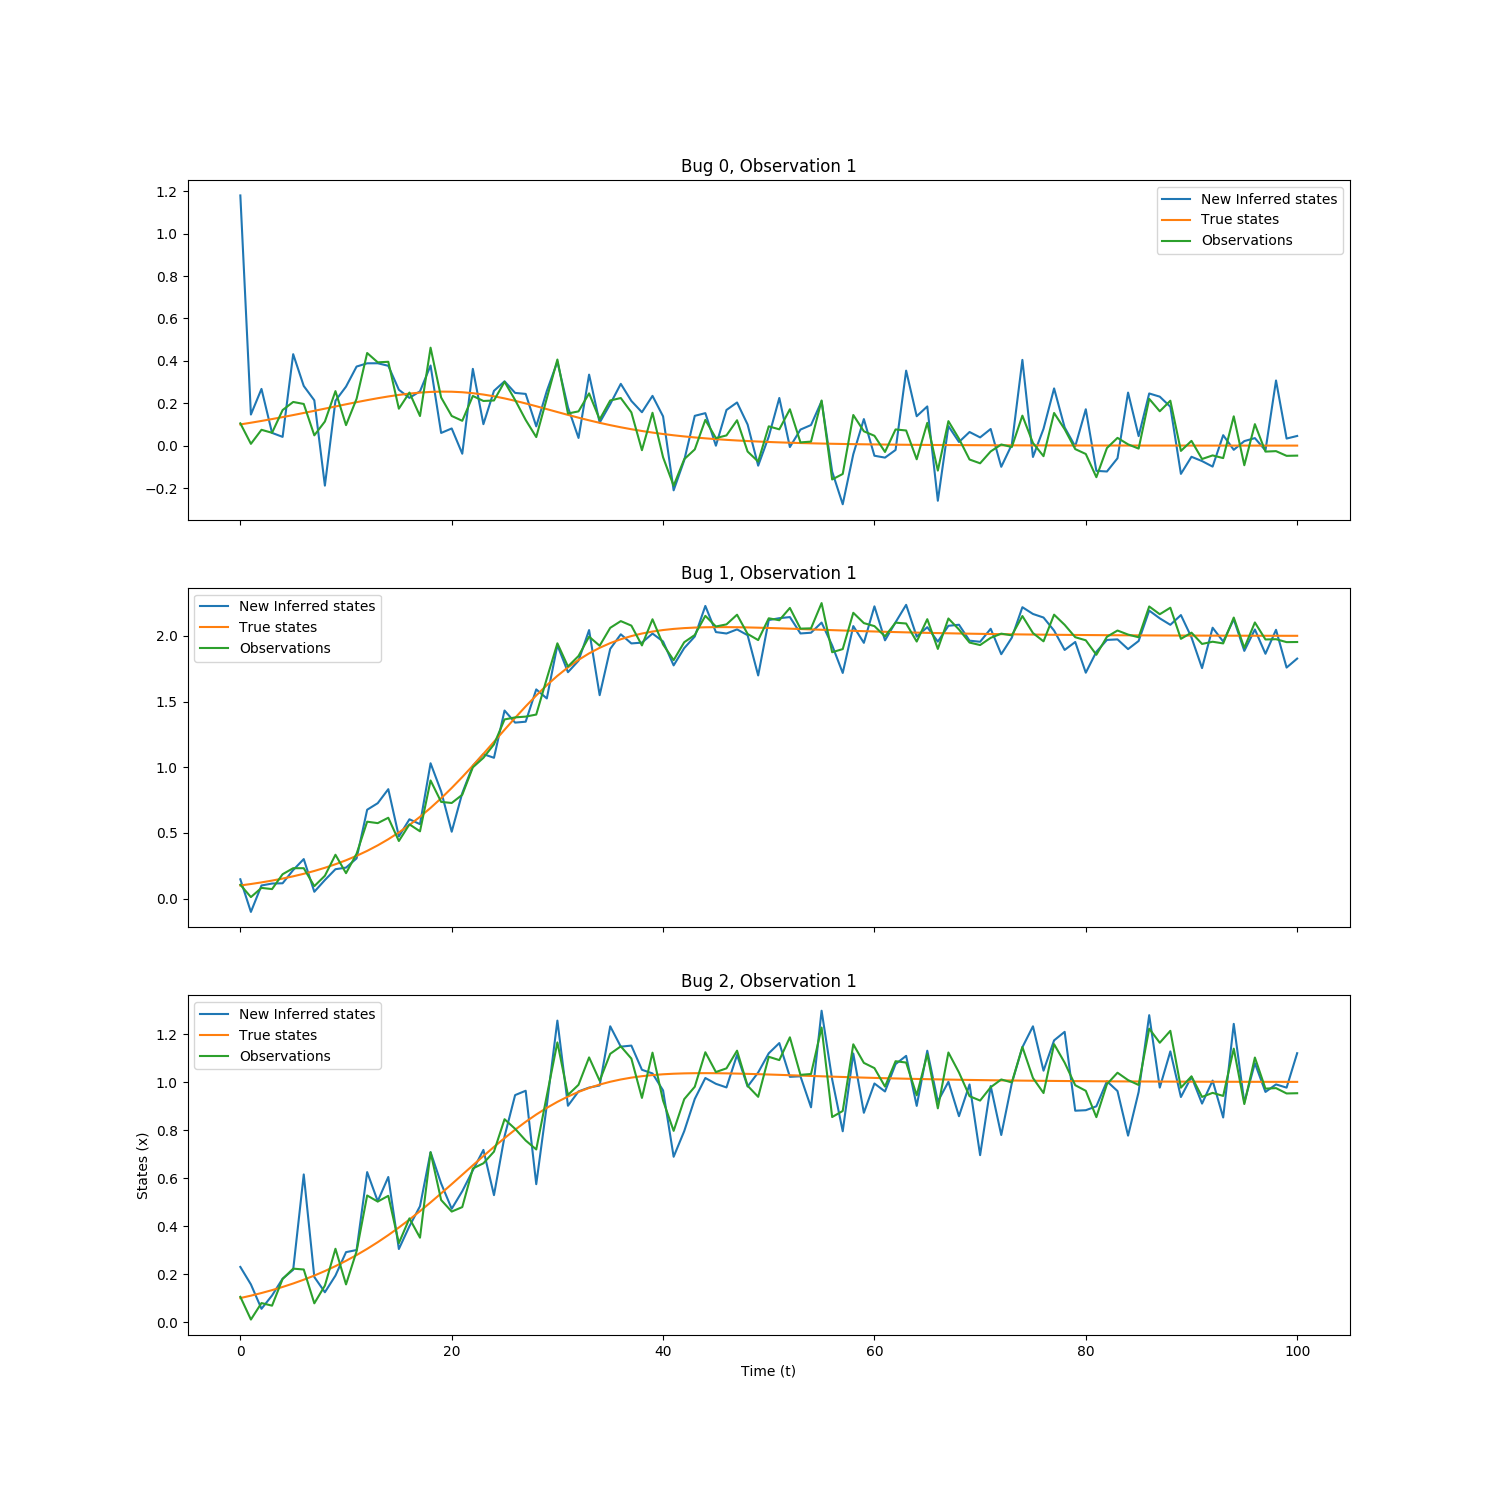 Bug 0, Observation 1
1.2
1.0
0.8
0.6
0.4
0.2
0.0
−0.2
New Inferred states
True states
Observations
Bug 1, Observation 1
2.0
1.5
1.0
0.5
0.0
New Inferred states
True states
Observations
Bug 2, Observation 1
1.2
1.0
0.8
0.6
0.4
0.2
0.0
New Inferred states
True states
Observations
States (x)
0 20 40 60 80 100
Time (t)